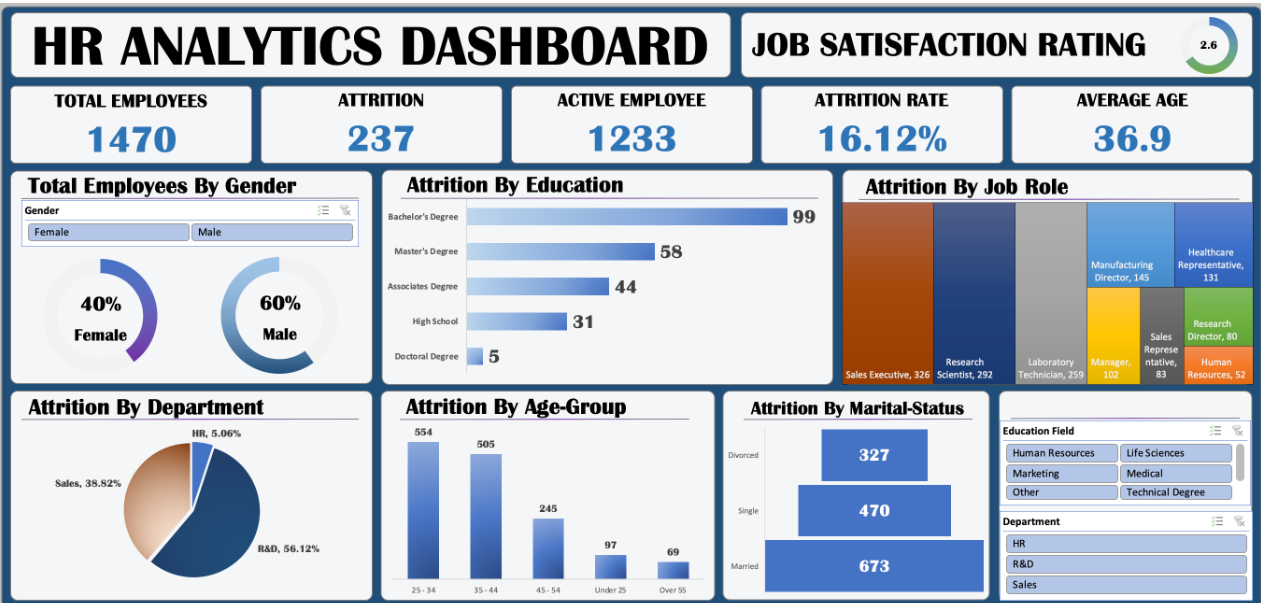 HR ANALYTICS DASHBOARD
JOB SATISFACTION RATING
2.6
TOTAL EMPLOYEES
1470
ATTRITION
237
ACTIVE EMPLOYEE
1233
ATTRITION RATE
16.12%
AVERAGE AGE
36.9
Total Employees By Gender
Gender
Female
Male
40%
Female
60%
Male
Attrition By Education
Bachelor's Degree
99
Master's Degree
58
Associates Degree
44
High School
31
Doctoral Degree
5
Attrition By Job Role
Sales Executive, 326
Research
Scientist, 292
Laboratory
Technician, 259
Manufacturing
Director, 145
Healthcare
Representative,
131
Manager,
102
Sales
Represe
ntative,
83
Research
Director, 80
Human
Resources, 52
Attrition By Department
HR, 5.06%
Sales, 38.82%
R&D, 56.12%
Attrition By Age-Group
554
505
245
97
69
25 - 34
35 - 44
45 - 54
Under 25
Over 55
Attrition By Marital-Status
Divorced
327
Single
470
Married
673
Education Field
Human Resources
Life Sciences
Marketing
Medical
Other
Technical Degree
Department
HR
R&D
Sales